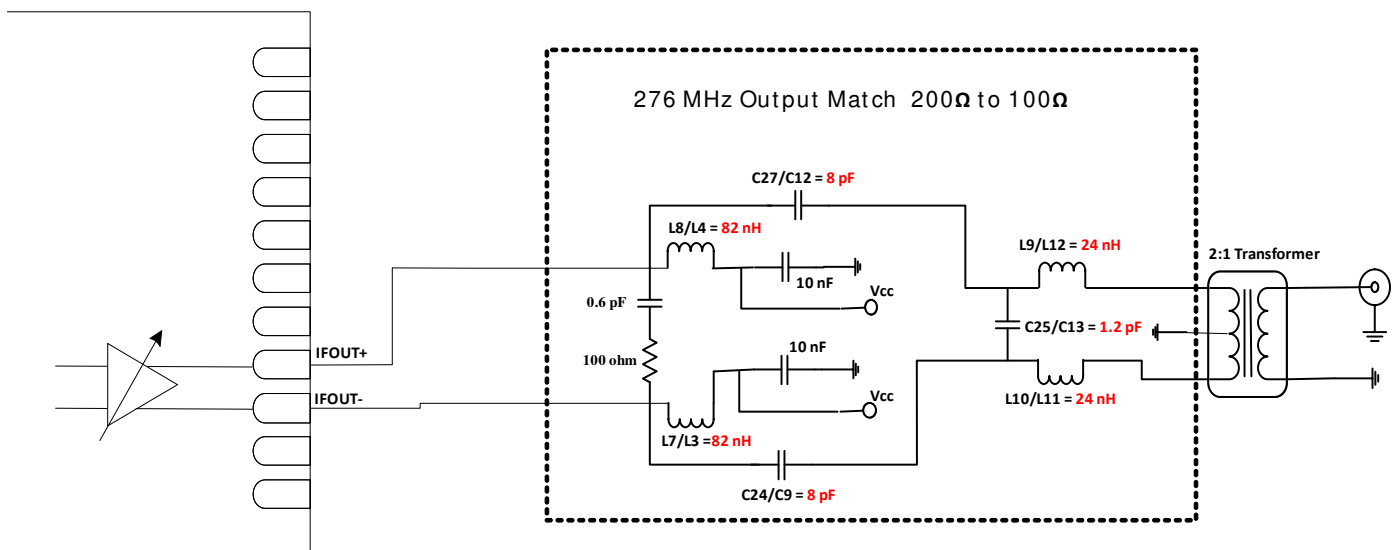 276 MHz Output Match 200Ω to 100Ω
C27/C12 = 8 pF
L8/L4 = 82 nH
10 nF
Vcc
0.6 pF
100 ohm
IFOUT+
IFOUT-
10 nF
Vcc
L7/L3 =82 nH
C24/C9 = 8 pF
L9/L12 = 24 nH
C25/C13 = 1.2 pF
L10/L11 = 24 nH
2:1 Transformer